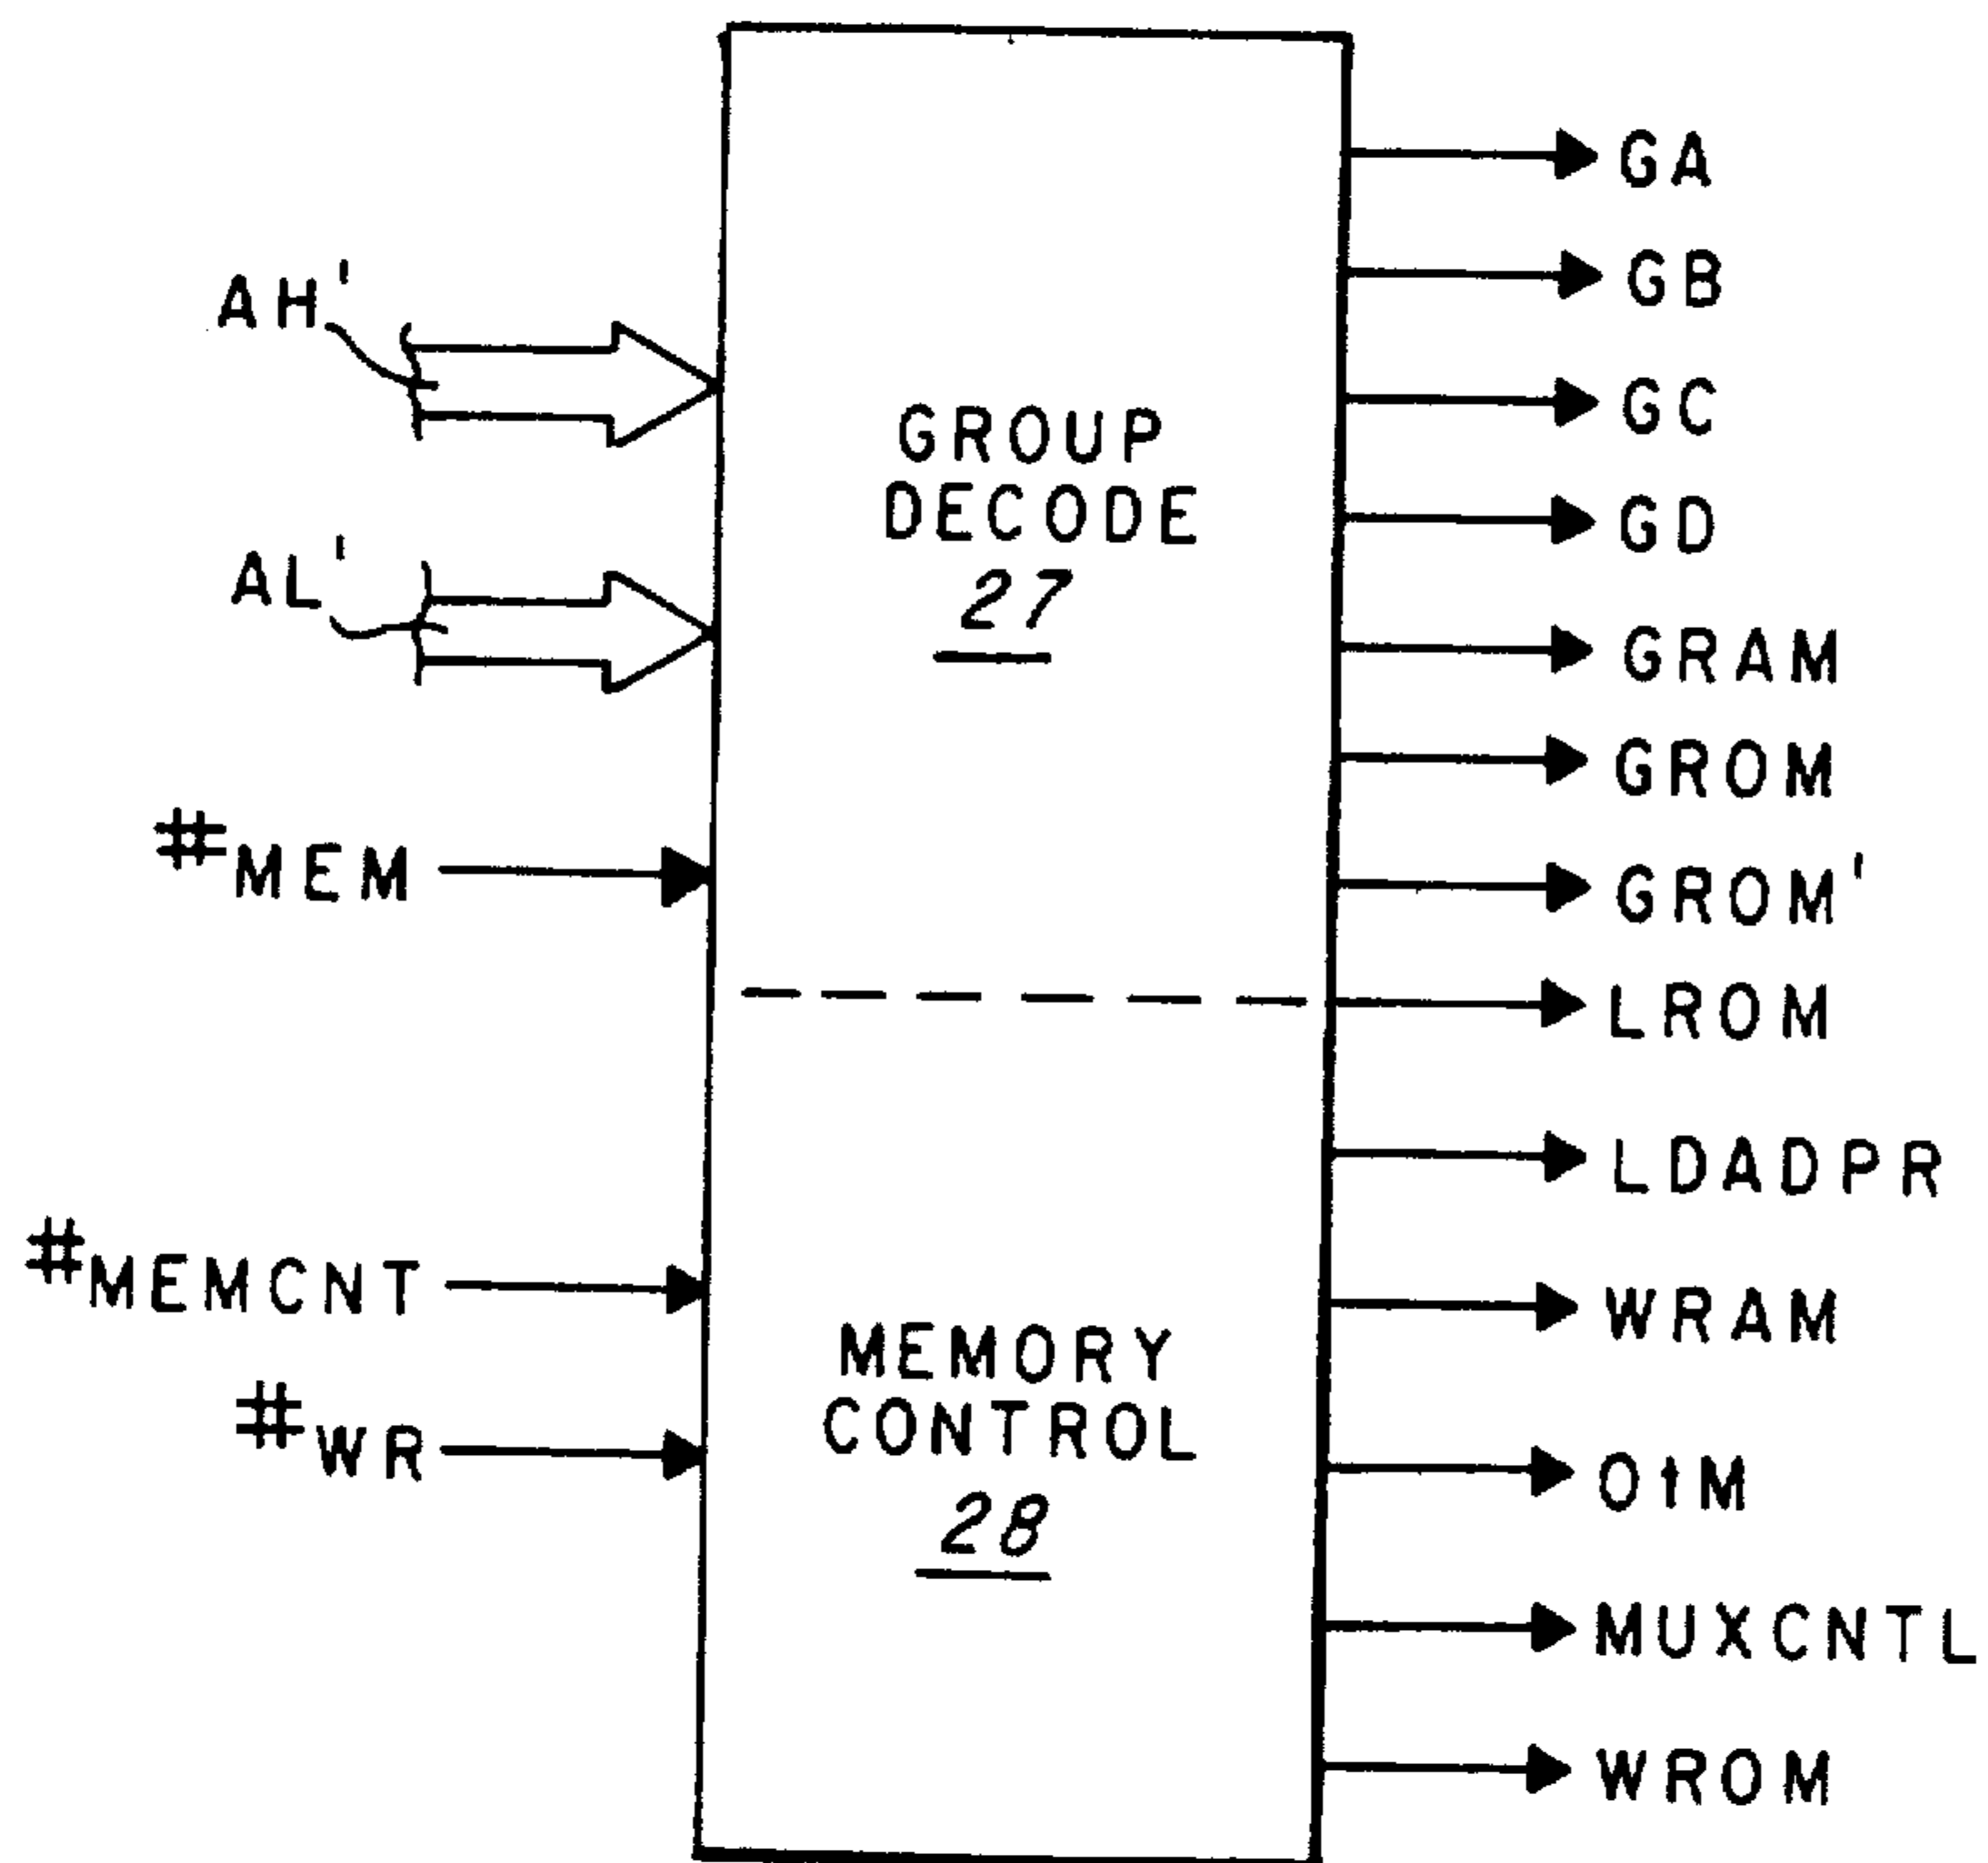 AH'
AL'
#MEM
#MEMCNT
#WR
GROUP
DECODE
27
MEMORY
CONTROL
28
GA
GB
GC
GD
GRAM
GROM
GROM'
LROM
LDADPR
WRAM
OtM
MUXCNTL
WROM